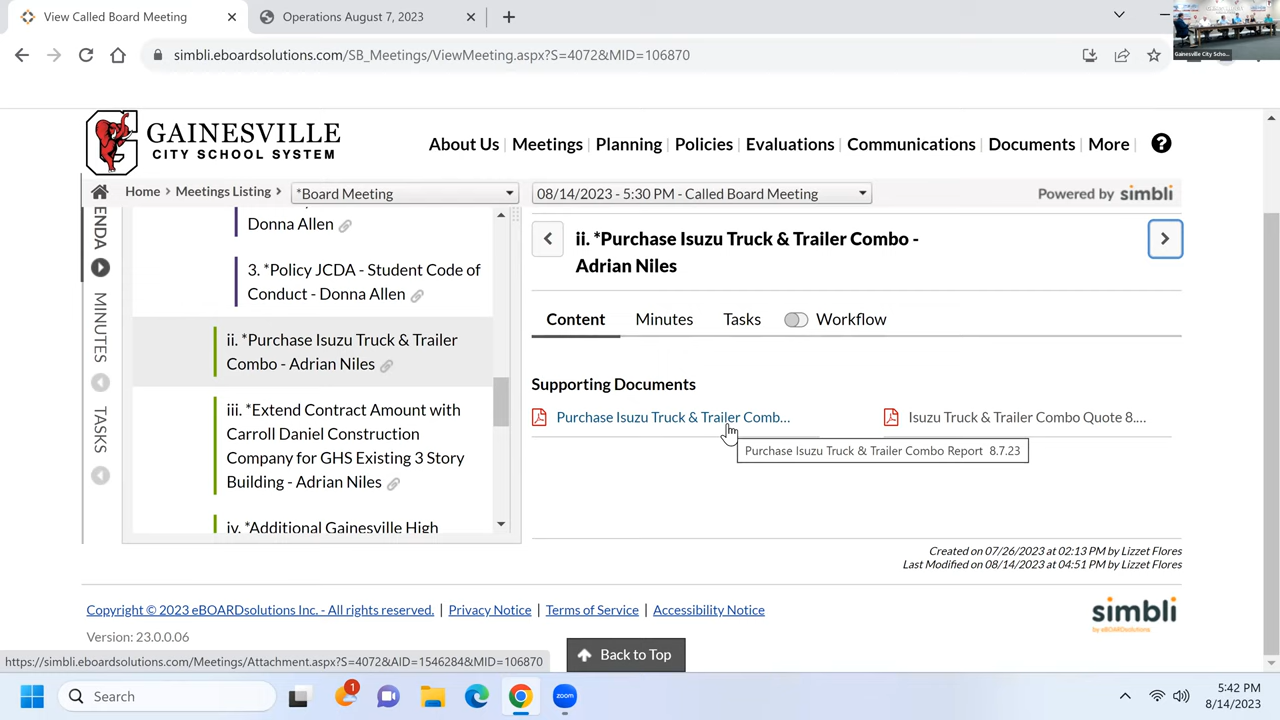 View Called Board Meeting
Operations August 7, 2023
simbli.eboardsolutions.com/SB_Meetings/ViewMeeting.aspx?S=4072&MID=106870
Gainesville City Scho...
GAINESVILLE
CITY SCHOOL SYSTEM
About Us | Meetings | Planning | Policies | Evaluations | Communications | Documents | More |
Home > Meetings Listing >
*Board Meeting
08/14/2023 - 5:30 PM - Called Board Meeting
Powered by simbli
ENDA
MINUTES
TASKS
Donna Allen
3. *Policy JCDA - Student Code of
Conduct - Donna Allen
ii. *Purchase Isuzu Truck & Trailer
Combo - Adrian Niles
iii. *Extend Contract Amount with
Carroll Daniel Construction
Company for GHS Existing 3 Story
Building - Adrian Niles
iv. *Additional Gainesville High
ii. *Purchase Isuzu Truck & Trailer Combo -
Adrian Niles
Content
Minutes
Tasks
Workflow
Supporting Documents
Purchase Isuzu Truck & Trailer Comb...
Isuzu Truck & Trailer Combo Quote 8....
Purchase Isuzu Truck & Trailer Combo Report 8.7.23
Created on 07/26/2023 at 02:13 PM by Lizzet Flores
Last Modified on 08/14/2023 at 04:51 PM by Lizzet Flores
Copyright © 2023 eBOARDsolutions Inc. - All rights reserved. | Privacy Notice | Terms of Service | Accessibility Notice
simbli
by eBOARDsolutions
Version: 23.0.0.06
Back to Top
https://simbli.eboardsolutions.com/Meetings/Attachment.aspx?S=4072&AID=1546284&MID=106870
Search
1
zoom
5:42 PM
8/14/2023